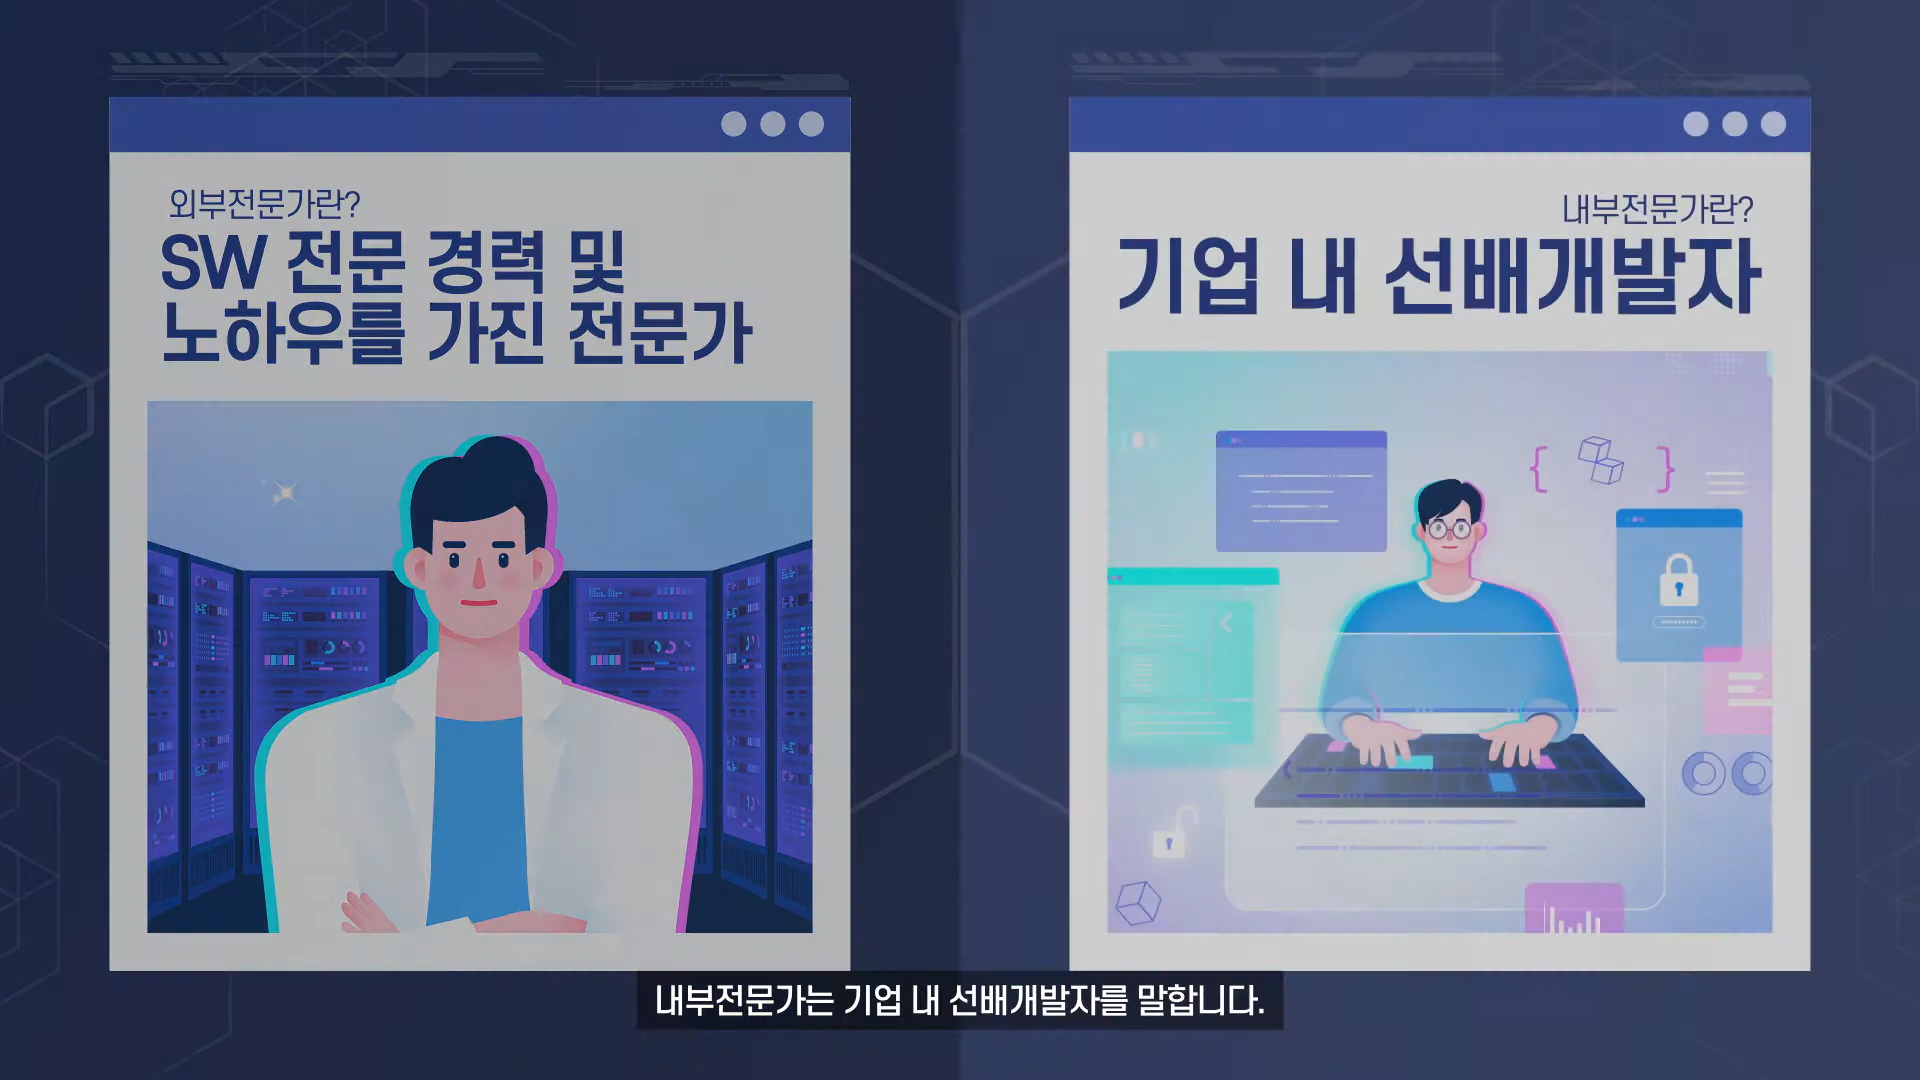 외부전문가란?
SW 전문 경력 및
노하우를 가진 전문가
내부전문가란?
기업 내 선배개발자
내부전문가는 기업 내 선배개발자를 말합니다.